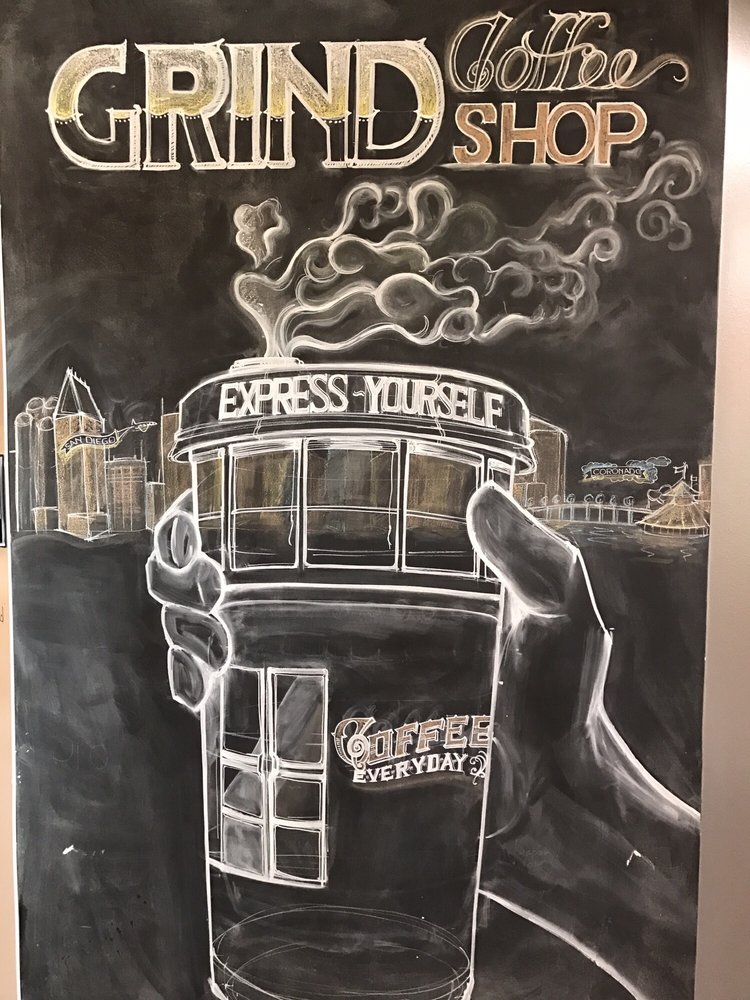 GRIND Coffee
SHOP
EXPRESS YOURSELF
SAN DIEGO
CORONADO
COFFEE
EVERYDAY